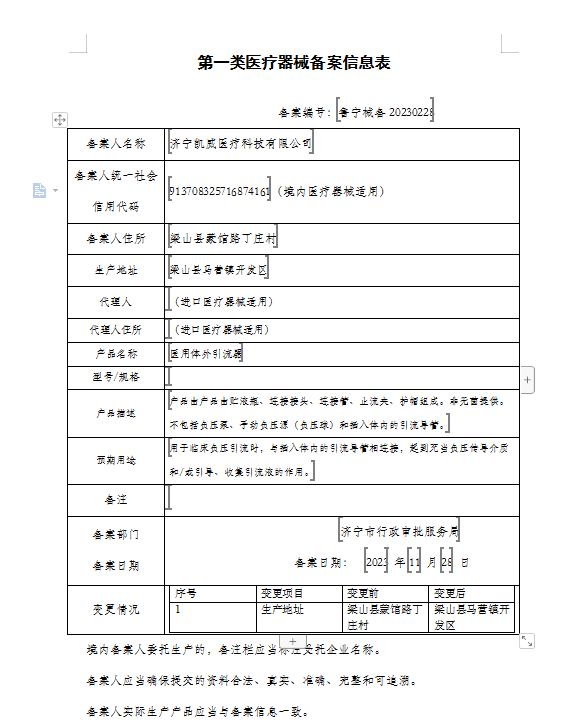 第一类医疗器械备案信息表
备案编号：鲁宁械备 20230228
备案人名称 济宁凯威医疗科技有限公司
备案人统一社会
信用代码
913708325716874161（境内医疗器械适用）
备案人住所 梁山县蒙馆路丁庄村
生产地址 梁山县马营镇开发区
代理人 （进口医疗器械适用）
代理人住所 （进口医疗器械适用）
产品名称 医用体外引流器
型号/规格
产品描述
产品由产品由贮液瓶、连接接头、连接管、止流夹、护帽组成。非无菌提供。
不包括负压泵、手动负压源（负压球）和插入体内的引流导管。
预期用途
用于临床负压引流时，与插入体内的引流导管相连接，起到充当负压传导介质
和/或引导、收集引流液的作用。
备注
备案部门 济宁市行政审批服务局
备案日期 备案日期： 2023 年 11 月 28 日
变更情况
序号 变更项目 变更前 变更后
1 生产地址 梁山县蒙馆路丁 梁山县马营镇开
庄村 发区
境内备案人委托生产的，备注栏应当标注受托企业名称。
备案人应当确保提交的资料合法、真实、准确、完整和可追溯。
备案人实际生产产品应当与备案信息一致。